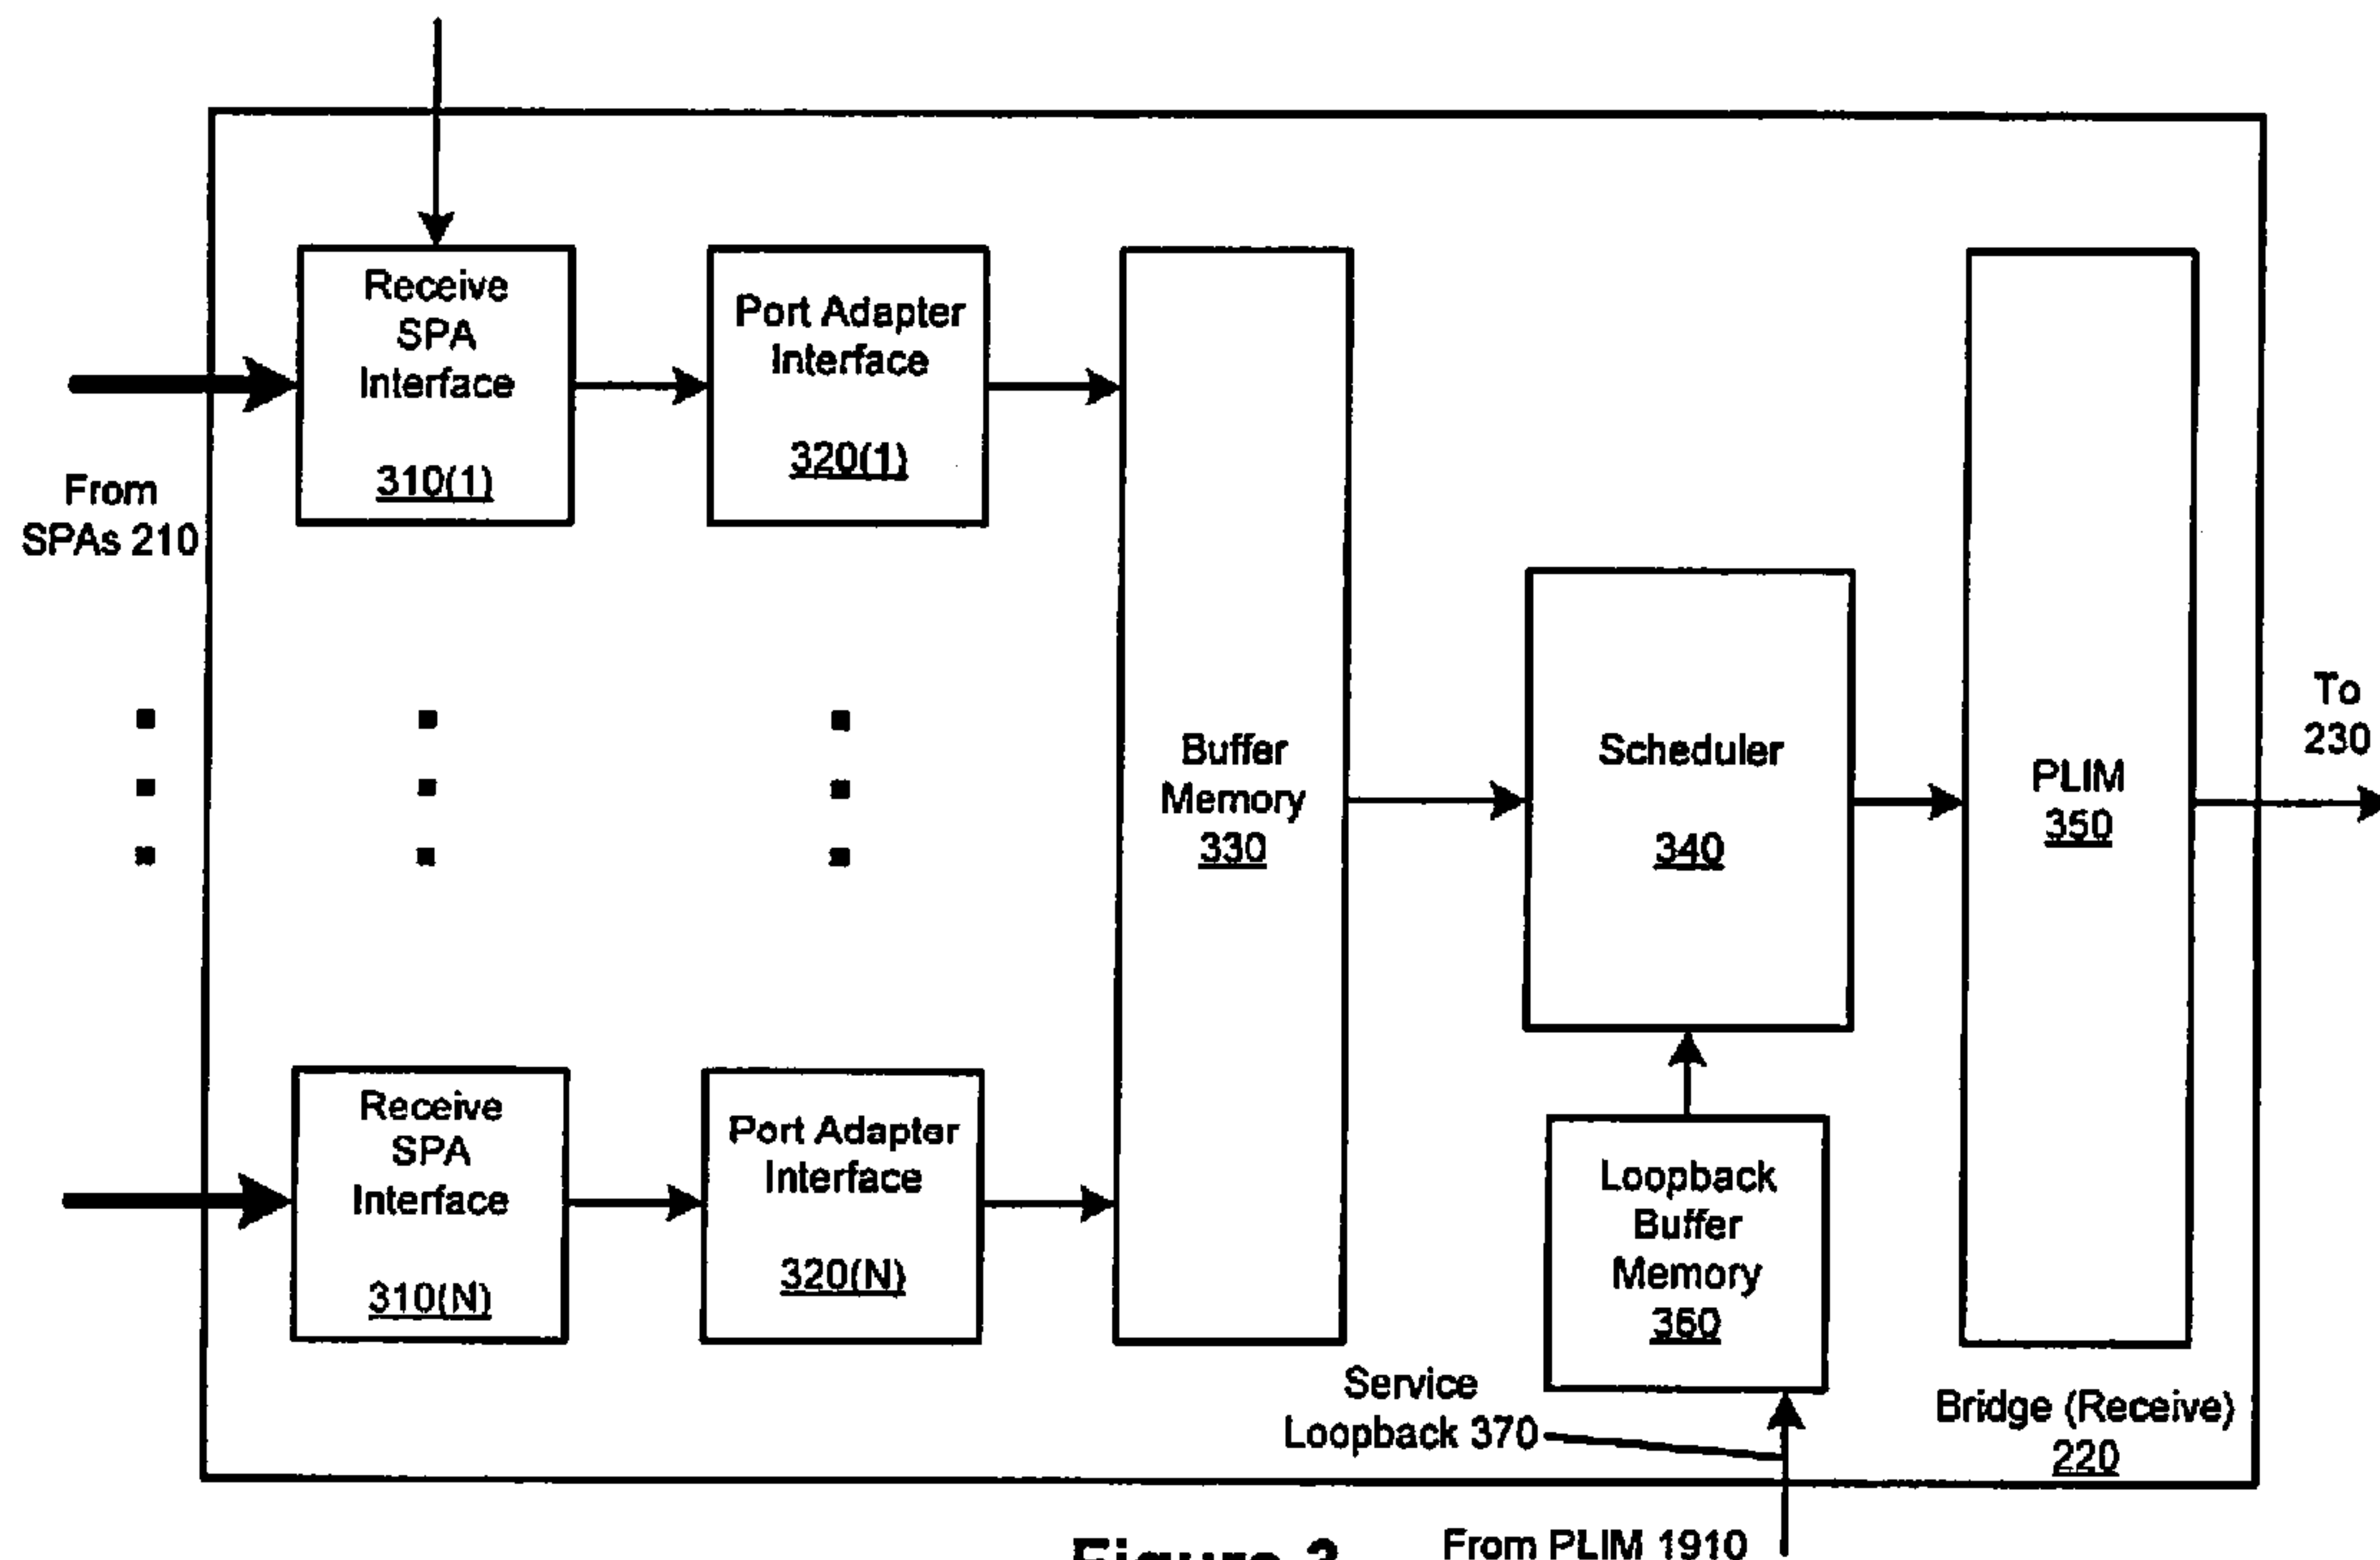 Receive
SPA
Interface
310(1)
Port Adapter
Interface
320(1)
From
SPAs 210
Buffer
Memory
330
Scheduler
340
PLIM
350
To
230
Receive
SPA
Interface
310(N)
Port Adapter
Interface
320(N)
Loopback
Buffer
Memory
360
Service
Loopback 370
Bridge (Receive)
220
From PLIM 1910
Figure 3